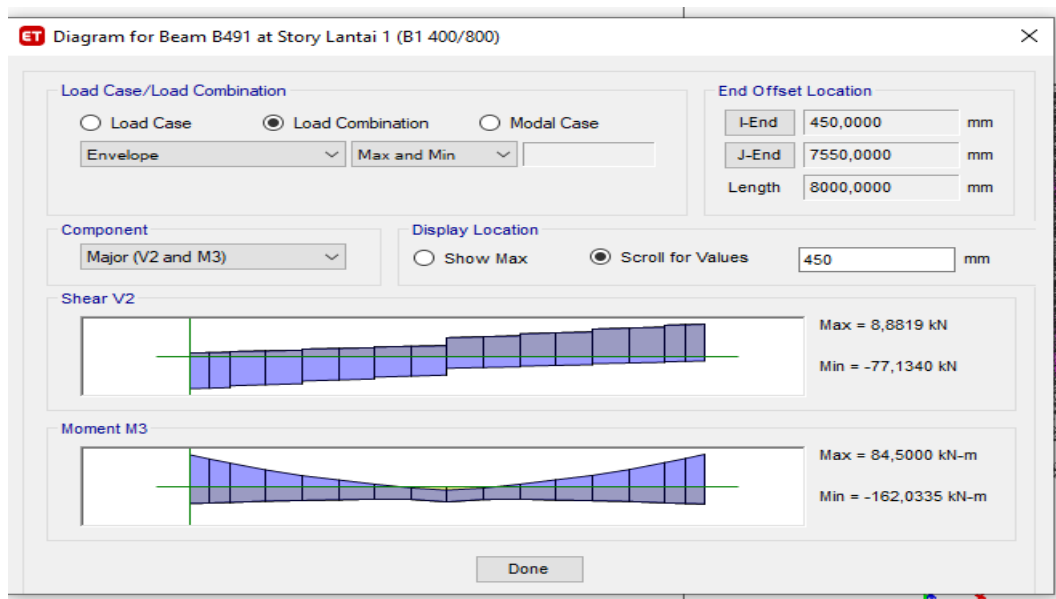 ET Diagram for Beam B491 at Story Lantai 1 (B1 400/800)
Load Case/Load Combination
Load Case Load Combination Modal Case
Envelope Max and Min
End Offset Location
I-End 450,0000 mm
J-End 7550,0000 mm
Length 8000,0000 mm
Component
Major (V2 and M3)
Display Location
Show Max Scroll for Values 450 mm
Shear V2
Max = 8,8819 kN
Min = -77,1340 kN
Moment M3
Max = 84,5000 kN-m
Min = -162,0335 kN-m
Done